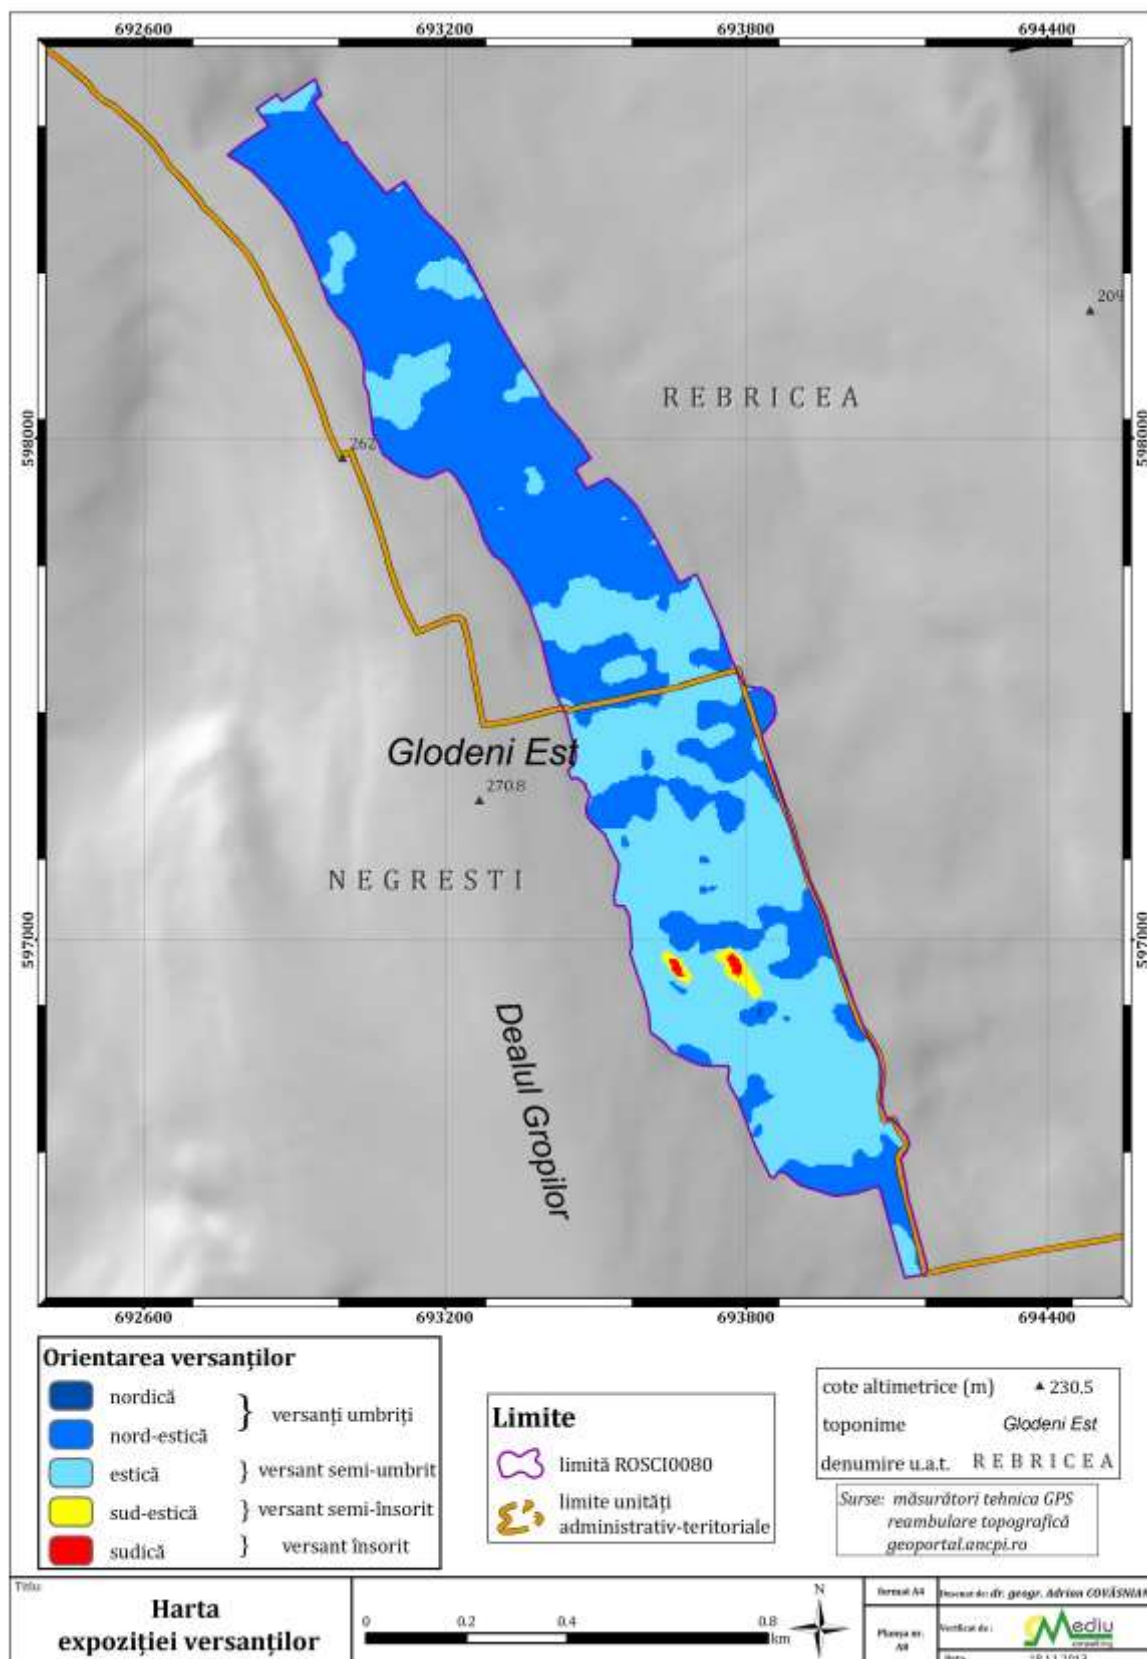 692600 693200 693800 694400
209
REBRICEA
598000 598000
262
Glodeni Est
270.8
NEGRESTI
597000 597000
Dealul Gropilor
692600 693200 693800 694400
Orientarea versanților
nordică
nord-estică
} versanți umbriți
estică } versant semi-umbrit
sud-estică } versant semi-însorit
sudică } versant însorit
Limite
limită ROSCI0080
limite unități
administrativ-teritoriale
cote altimetrice (m) 230.5
toponime Glodeni Est
denumire u.a.t. REBRICEA
Surse: măsurători tehnica GPS
reambulare topografică
geoportal.ancpi.ro
Titlu:
Harta
expoziției versanților
0 0.2 0.4 0.8
km
N
format A4
Planșa nr.
A8
Desenat de: dr. geogr. Adrian COVĂSNIANU
Verificat de:
Mediu
consulting
Data